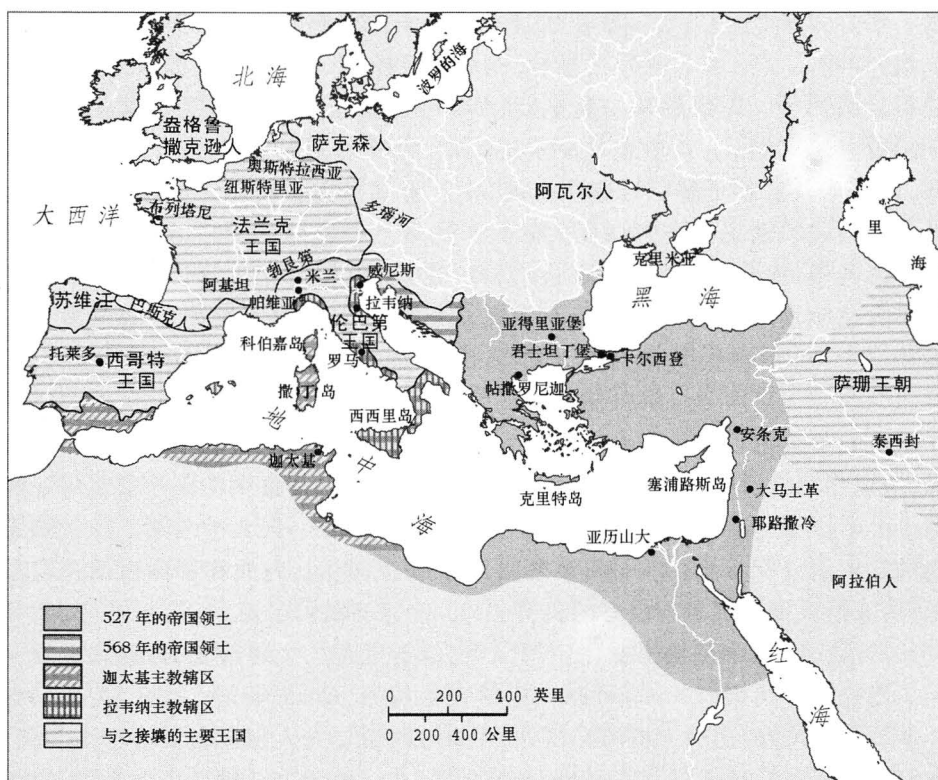 北海
波罗的海
盎格鲁
撒克逊人
萨克森人
奥斯特拉西亚
纽斯特里亚
阿瓦尔人
大西洋
布列塔尼
法兰克
王国
多瑙河
里
海
克里米亚
勃艮第
米兰
威尼斯
阿基坦
帕维亚
拉韦纳
黑海
苏维汪
巴斯克人
伦巴第
王国
亚得里亚堡
托莱多
西哥特
王国
科伯嘉岛
罗马
君士坦丁堡
卡尔西登
帖撒罗尼迦
萨珊王朝
撒丁岛
西西里岛
地
中
海
安条克
泰西封
迦太基
克里特岛
塞浦路斯岛
大马士革
耶路撒冷
亚历山大
阿拉伯人
红
海
527 年的帝国领土
568 年的帝国领土
迦太基主教辖区
拉韦纳主教辖区
与之接壤的主要王国
0 200 400 英里
0 200 400 公里